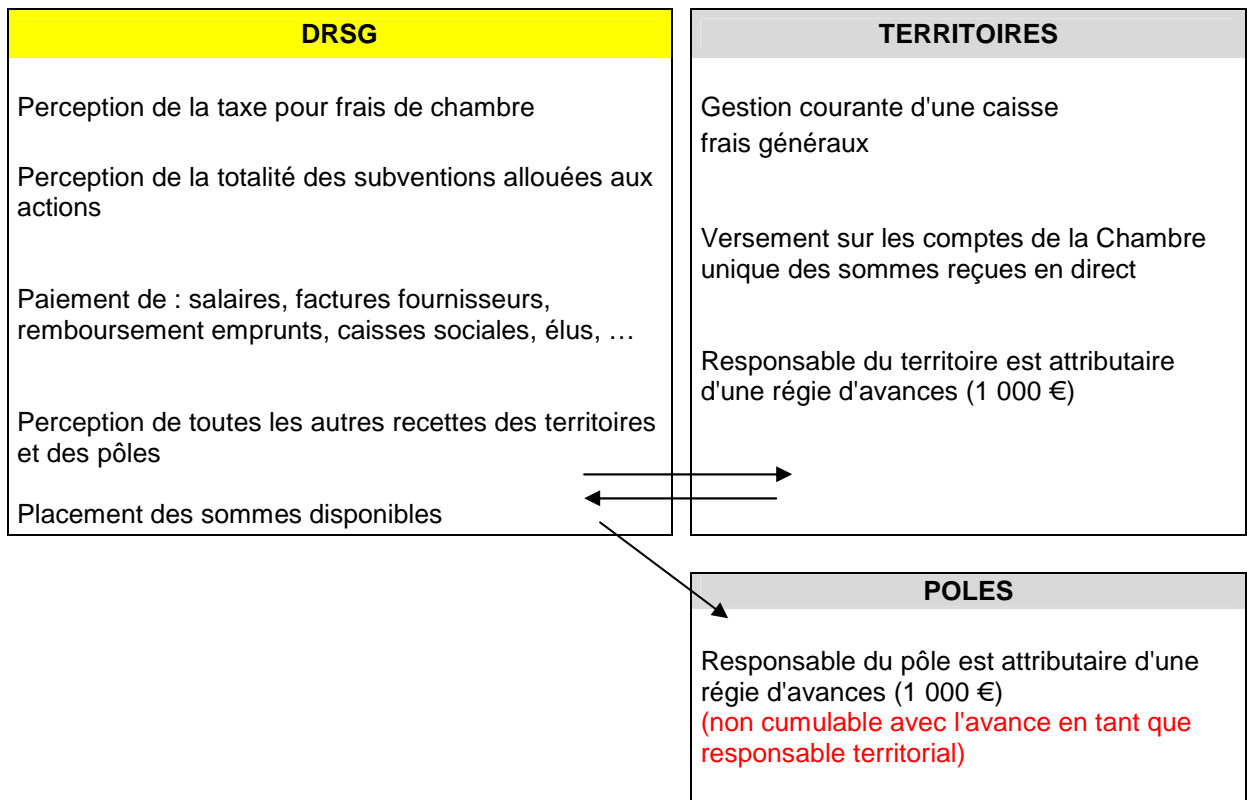 DRSG
Perception de la taxe pour frais de chambre
Perception de la totalité des subventions allouées aux
actions
Paiement de : salaires, factures fournisseurs,
remboursement emprunts, caisses sociales, élus, …
Perception de toutes les autres recettes des territoires
et des pôles
Placement des sommes disponibles
TERRITOIRES
Gestion courante d'une caisse
frais généraux
Versement sur les comptes de la Chambre
unique des sommes reçues en direct
Responsable du territoire est attributaire
d'une régie d'avances (1 000 €)
POLES
Responsable du pôle est attributaire d'une
régie d'avances (1 000 €)
(non cumulable avec l'avance en tant que
responsable territorial)